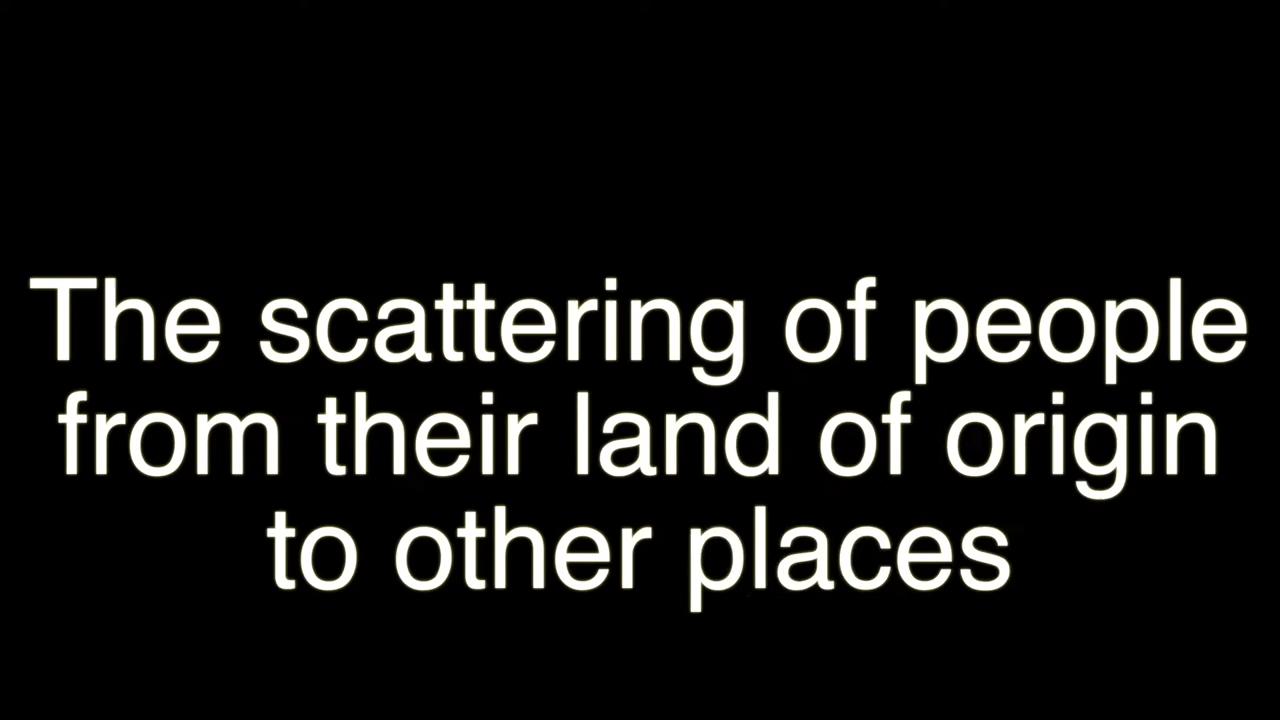 The scattering of people
from their land of origin
to other places